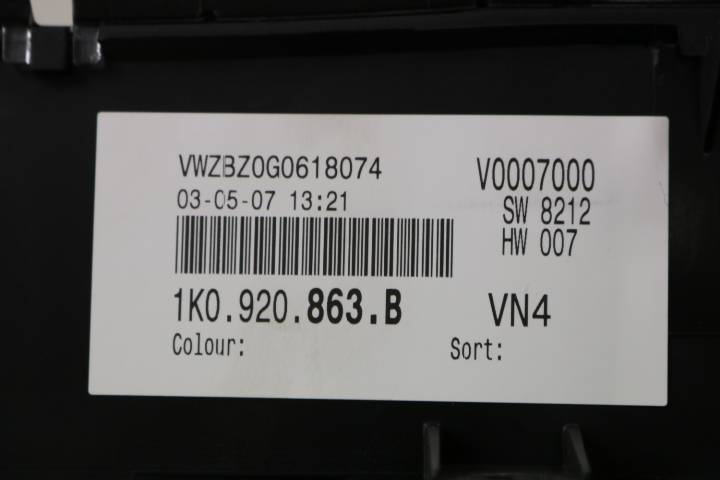 VWZBZ0G0618074
V0007000
03-05-07 13:21
SW 8212
HW 007
1K0.920.863.B
VN4
Colour:
Sort: